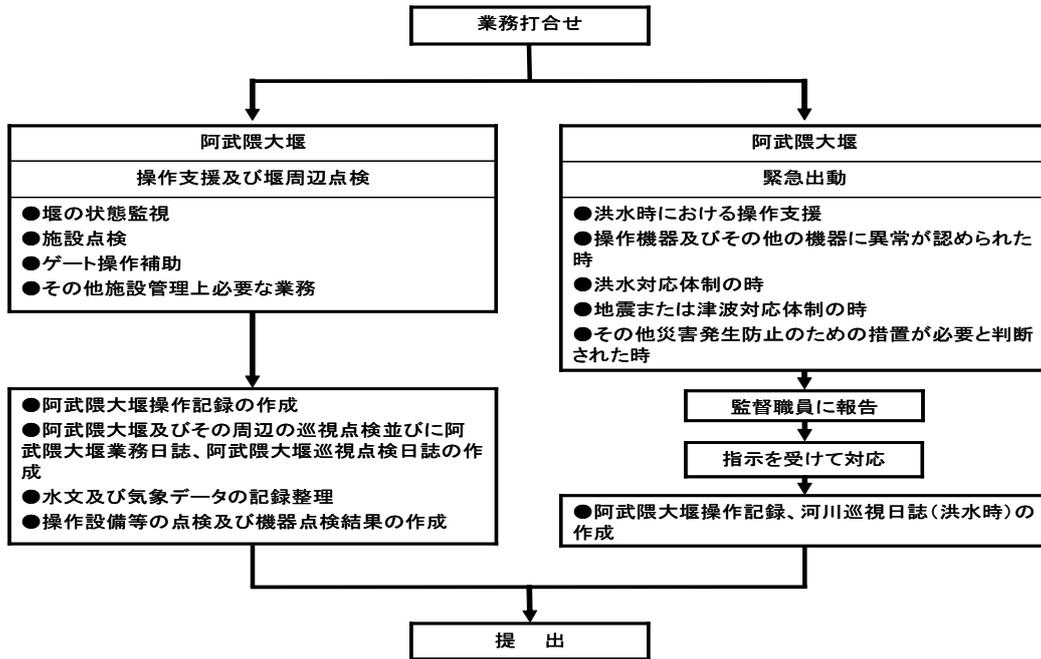 業務打合せ
阿武隈大堰
操作支援及び堰周辺点検
●堰の状態監視
●施設点検
●ゲート操作補助
●その他施設管理上必要な業務
●阿武隈大堰操作記録の作成
●阿武隈大堰及びその周辺の巡視点検並びに阿
武隈大堰業務日誌、阿武隈大堰巡視点検日誌の作
成
●水文及び気象データの記録整理
●操作設備等の点検及び機器点検結果の作成
阿武隈大堰
緊急出動
●洪水時における操作支援
●操作機器及びその他の機器に異常が認められた
時
●洪水対応体制の時
●地震または津波対応体制の時
●その他災害発生防止のための措置が必要と判断
された時
監督職員に報告
指示を受けて対応
●阿武隈大堰操作記録、河川巡視日誌(洪水時)の
作成
提　出